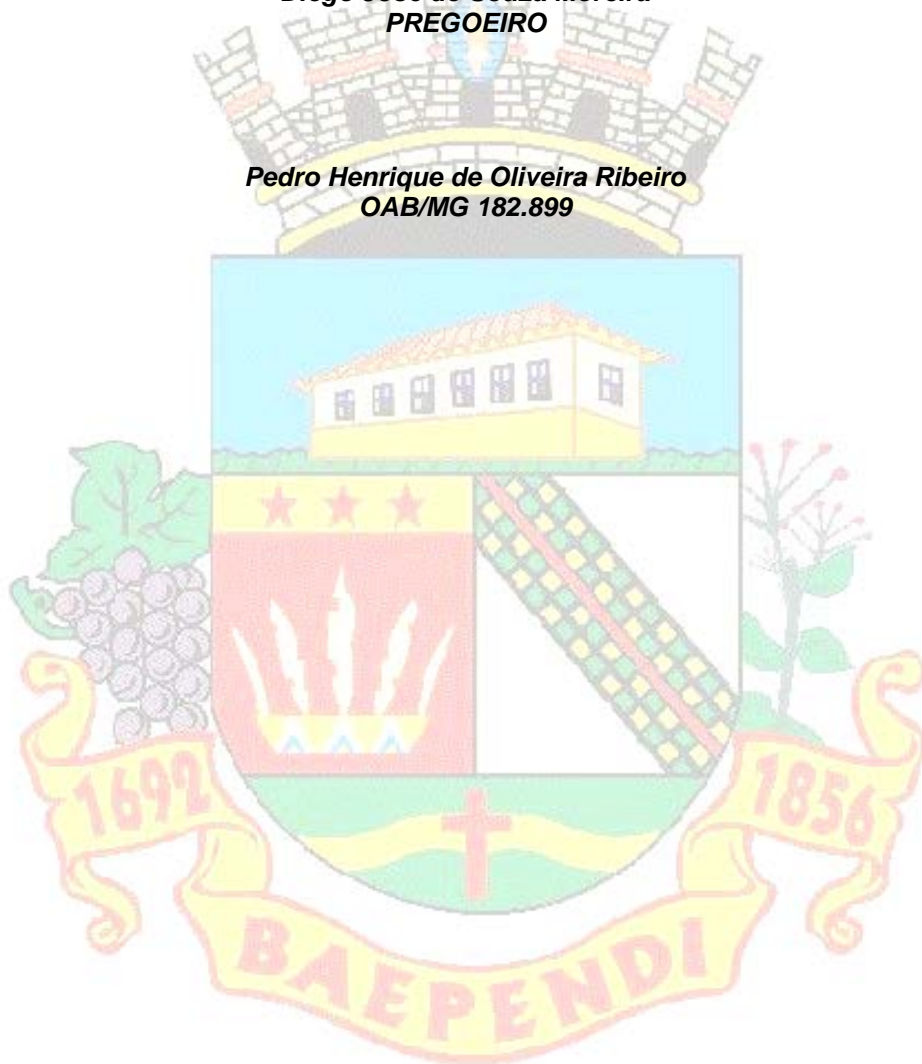 PREGOEIRO
Pedro Henrique de Oliveira Ribeiro
OAB/MG 182.899
1692
1856
BAEPENDI